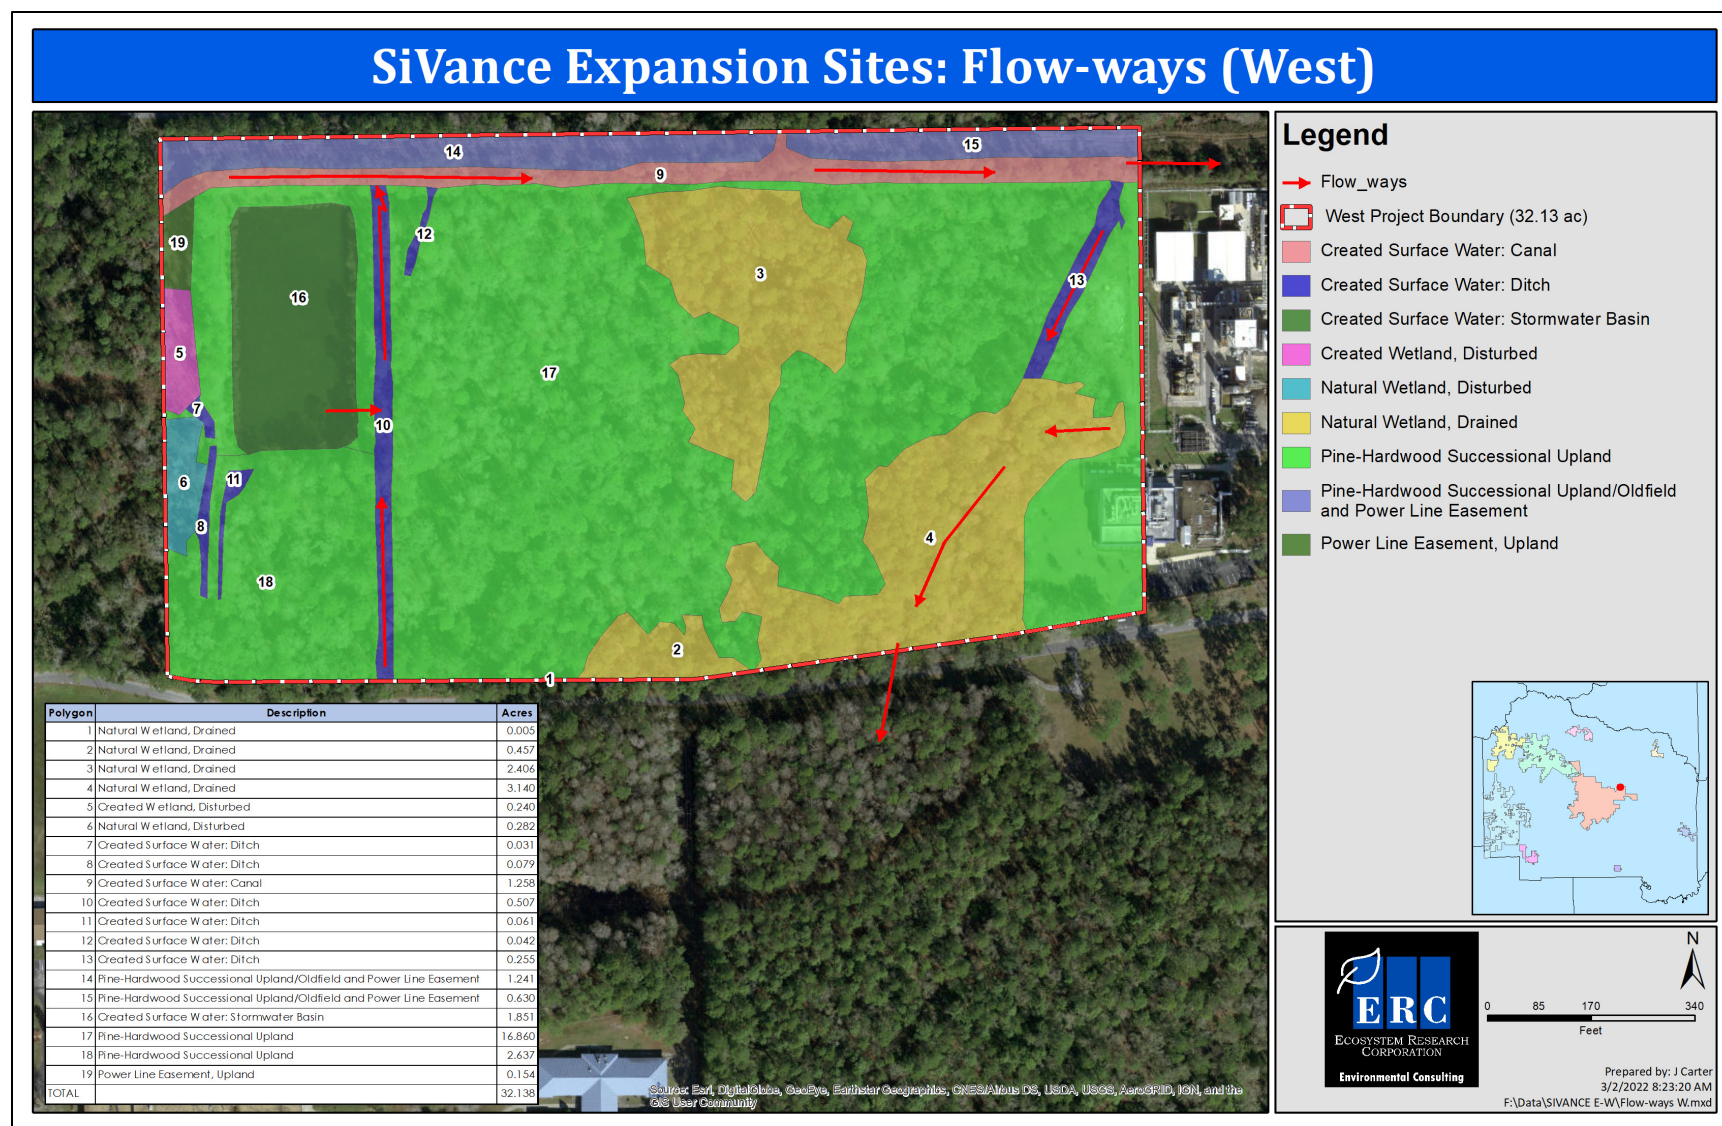 SiVance Expansion Sites: Flow-ways (West)
14
15
9
19
12
3
13
16
5
17
7
10
6
11
8
4
18
2
1
Polygon Description Acres
1 Natural Wetland, Drained 0.005
2 Natural Wetland, Drained 0.457
3 Natural Wetland, Drained 2.406
4 Natural Wetland, Drained 3.140
5 Created Wetland, Disturbed 0.240
6 Natural Wetland, Disturbed 0.282
7 Created Surface Water: Ditch 0.031
8 Created Surface Water: Ditch 0.079
9 Created Surface Water: Canal 1.258
10 Created Surface Water: Ditch 0.507
11 Created Surface Water: Ditch 0.061
12 Created Surface Water: Ditch 0.042
13 Created Surface Water: Ditch 0.255
14 Pine-Hardwood Successional Upland/Oldfield and Power Line Easement 1.241
15 Pine-Hardwood Successional Upland/Oldfield and Power Line Easement 0.630
16 Created Surface Water: Stormwater Basin 1.851
17 Pine-Hardwood Successional Upland 16.860
18 Pine-Hardwood Successional Upland 2.637
19 Power Line Easement, Upland 0.154
TOTAL 32.138
Source: Esri, DigitalGlobe, GeoEye, Earthstar Geographics, CNES/Airbus DS, USDA, USGS, AeroGRID, IGN, and the
GIS User Community
Legend
Flow_ways
West Project Boundary (32.13 ac)
Created Surface Water: Canal
Created Surface Water: Ditch
Created Surface Water: Stormwater Basin
Created Wetland, Disturbed
Natural Wetland, Disturbed
Natural Wetland, Drained
Pine-Hardwood Successional Upland
Pine-Hardwood Successional Upland/Oldfield
and Power Line Easement
Power Line Easement, Upland
ERC
Ecosystem Research
Corporation
Environmental Consulting
N
0 85 170 340
Feet
Prepared by: J Carter
3/2/2022 8:23:20 AM
F:\Data\SIVANCE E-W\Flow-ways W.mxd